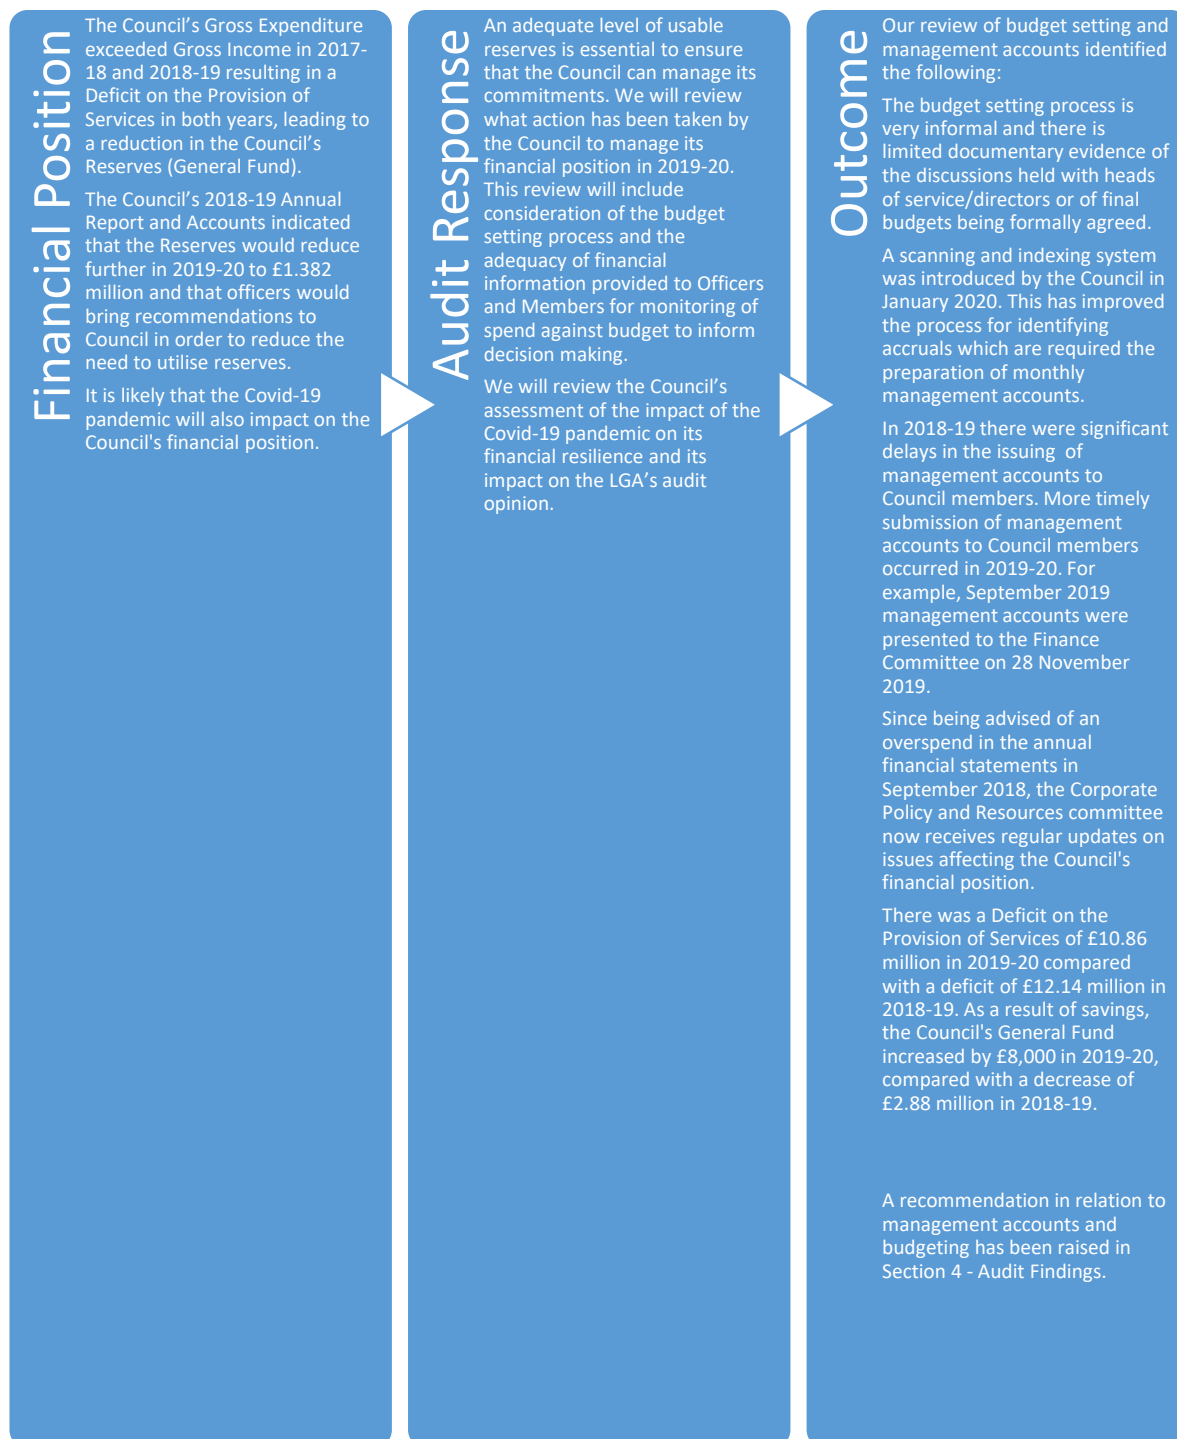 Financial Position
The Council’s Gross Expenditure
exceeded Gross Income in 2017-
18 and 2018-19 resulting in a
Deficit on the Provision of
Services in both years, leading to
a reduction in the Council’s
Reserves (General Fund).
The Council’s 2018-19 Annual
Report and Accounts indicated
that the Reserves would reduce
further in 2019-20 to £1.382
million and that officers would
bring recommendations to
Council in order to reduce the
need to utilise reserves.
It is likely that the Covid-19
pandemic will also impact on the
Council's financial position.
Audit Response
An adequate level of usable
reserves is essential to ensure
that the Council can manage its
commitments. We will review
what action has been taken by
the Council to manage its
financial position in 2019-20.
This review will include
consideration of the budget
setting process and the
adequacy of financial
information provided to Officers
and Members for monitoring of
spend against budget to inform
decision making.
We will review the Council’s
assessment of the impact of the
Covid-19 pandemic on its
financial resilience and its
impact on the LGA’s audit
opinion.
Outcome
Our review of budget setting and
management accounts identified
the following:
The budget setting process is
very informal and there is
limited documentary evidence of
the discussions held with heads
of service/directors or of final
budgets being formally agreed.
A scanning and indexing system
was introduced by the Council in
January 2020. This has improved
the process for identifying
accruals which are required the
preparation of monthly
management accounts.
In 2018-19 there were significant
delays in the issuing  of
management accounts to
Council members. More timely
submission of management
accounts to Council members
occurred in 2019-20. For
example, September 2019
management accounts were
presented to the Finance
Committee on 28 November
2019.
Since being advised of an
overspend in the annual
financial statements in
September 2018, the Corporate
Policy and Resources committee
now receives regular updates on
issues affecting the Council's
financial position.
There was a Deficit on the
Provision of Services of £10.86
million in 2019-20 compared
with a deficit of £12.14 million in
2018-19. As a result of savings,
the Council's General Fund
increased by £8,000 in 2019-20,
compared with a decrease of
£2.88 million in 2018-19.
A recommendation in relation to
management accounts and
budgeting has been raised in
Section 4 - Audit Findings.